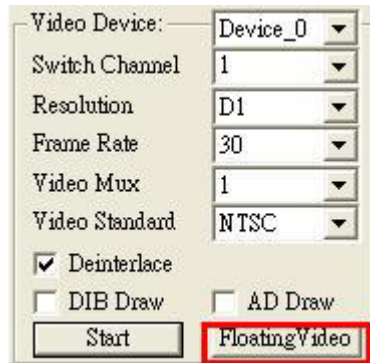 Video Device: Device_0
Switch Channel 1
Resolution D1
Frame Rate 30
Video Mux 1
Video Standard NTSC
Deinterlace
DIB Draw AD Draw
Start FloatingVideo